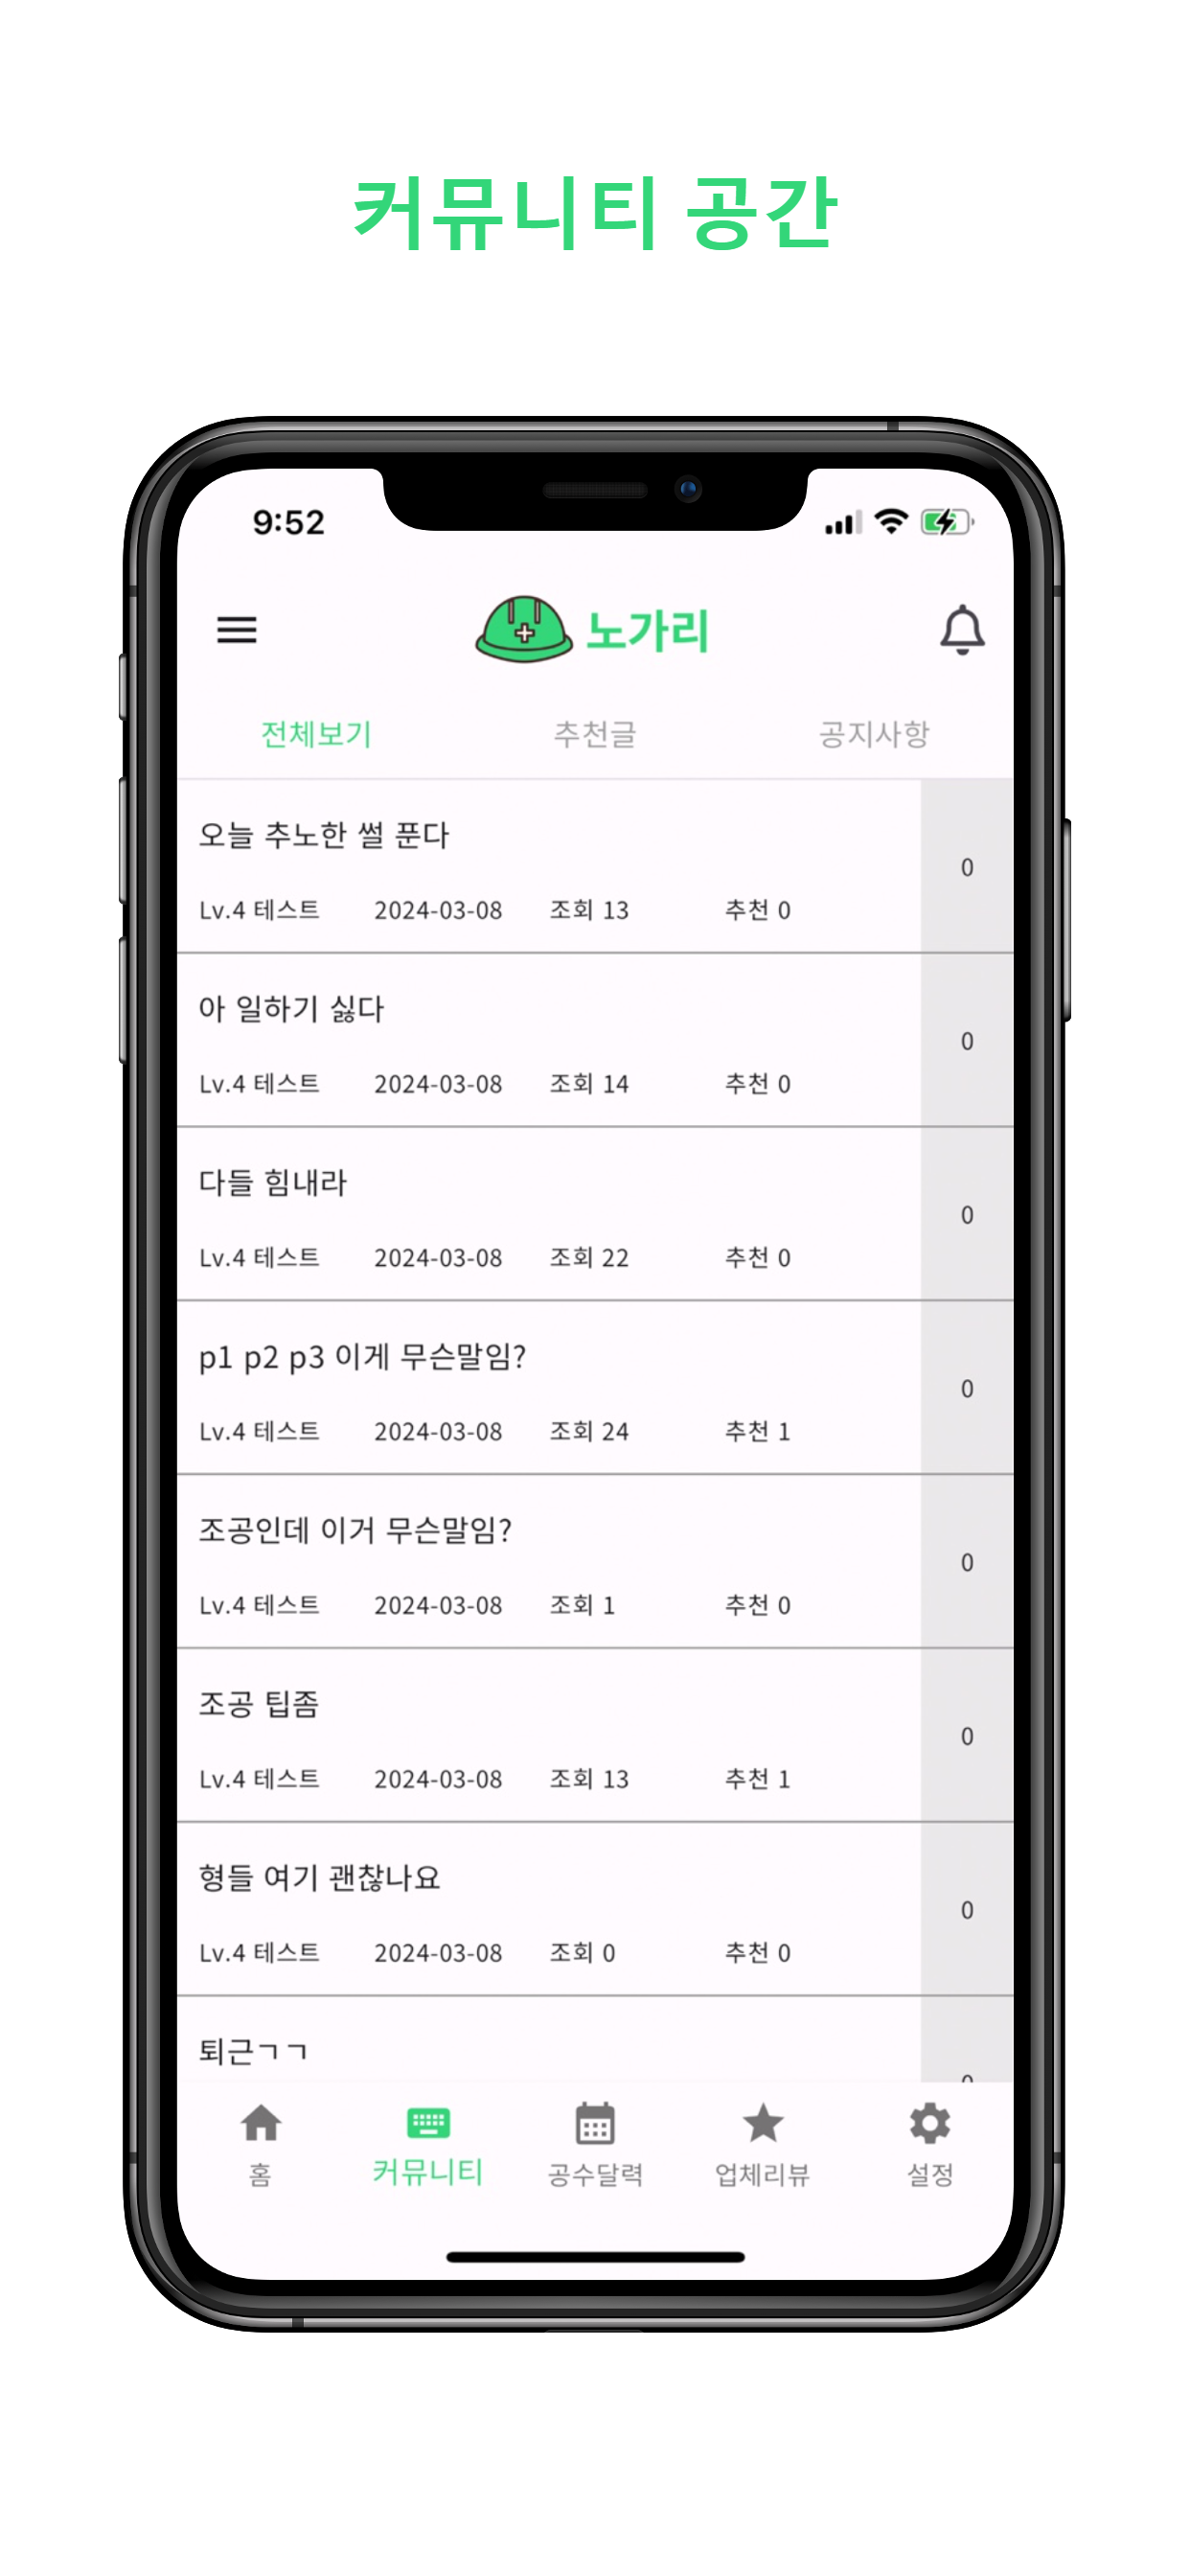 커뮤니티 공간
9:52
노가리
전체보기 추천글 공지사항
오늘 추노한 썰 푼다
0
Lv.4 테스트 2024-03-08 조회 13 추천 0
아 일하기 싫다
0
Lv.4 테스트 2024-03-08 조회 14 추천 0
다들 힘내라
0
Lv.4 테스트 2024-03-08 조회 22 추천 0
p1 p2 p3 이게 무슨말임?
0
Lv.4 테스트 2024-03-08 조회 24 추천 1
조공인데 이거 무슨말임?
0
Lv.4 테스트 2024-03-08 조회 1 추천 0
조공 팁좀
0
Lv.4 테스트 2024-03-08 조회 13 추천 1
형들 여기 괜찮나요
0
Lv.4 테스트 2024-03-08 조회 0 추천 0
퇴근ㄱㄱ
홈 커뮤니티 공수달력 업체리뷰 설정